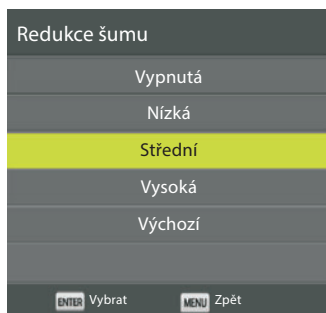 Redukce šumu
Vypnutá
Nízká
Střední
Vysoká
Výchozí
ENTER Vybrat MENU Zpět